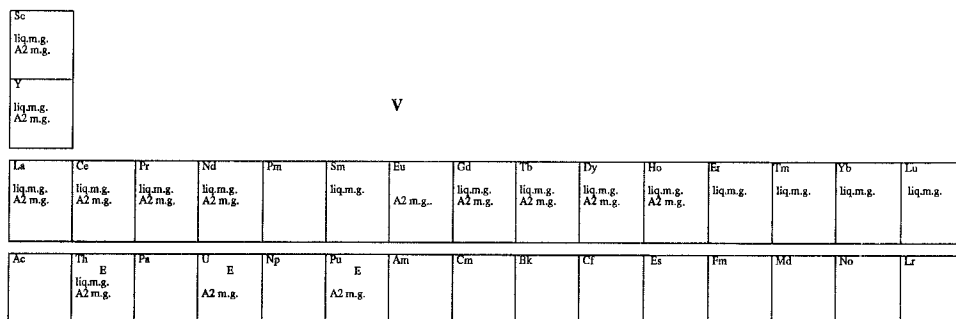 Sc
liq.m.g.
A2 m.g.
Y
liq.m.g.
A2 m.g.
V
La
liq.m.g.
A2 m.g.
Ce
liq.m.g.
A2 m.g.
Pr
liq.m.g.
A2 m.g.
Nd
liq.m.g.
A2 m.g.
Pm
Sm
liq.m.g.
Eu
A2 m.g..
Gd
liq.m.g.
A2 m.g.
Tb
liq.m.g.
A2 m.g.
Dy
liq.m.g.
A2 m.g.
Ho
liq.m.g.
A2 m.g.
Er
liq.m.g.
Tm
liq.m.g.
Yb
liq.m.g.
Lu
liq.m.g.
Ac
Th
E
liq.m.g.
A2 m.g.
Pa
U
E
A2 m.g.
Np
Pu
E
A2 m.g.
Am
Cm
Bk
Cf
Es
Fm
Md
No
Lr